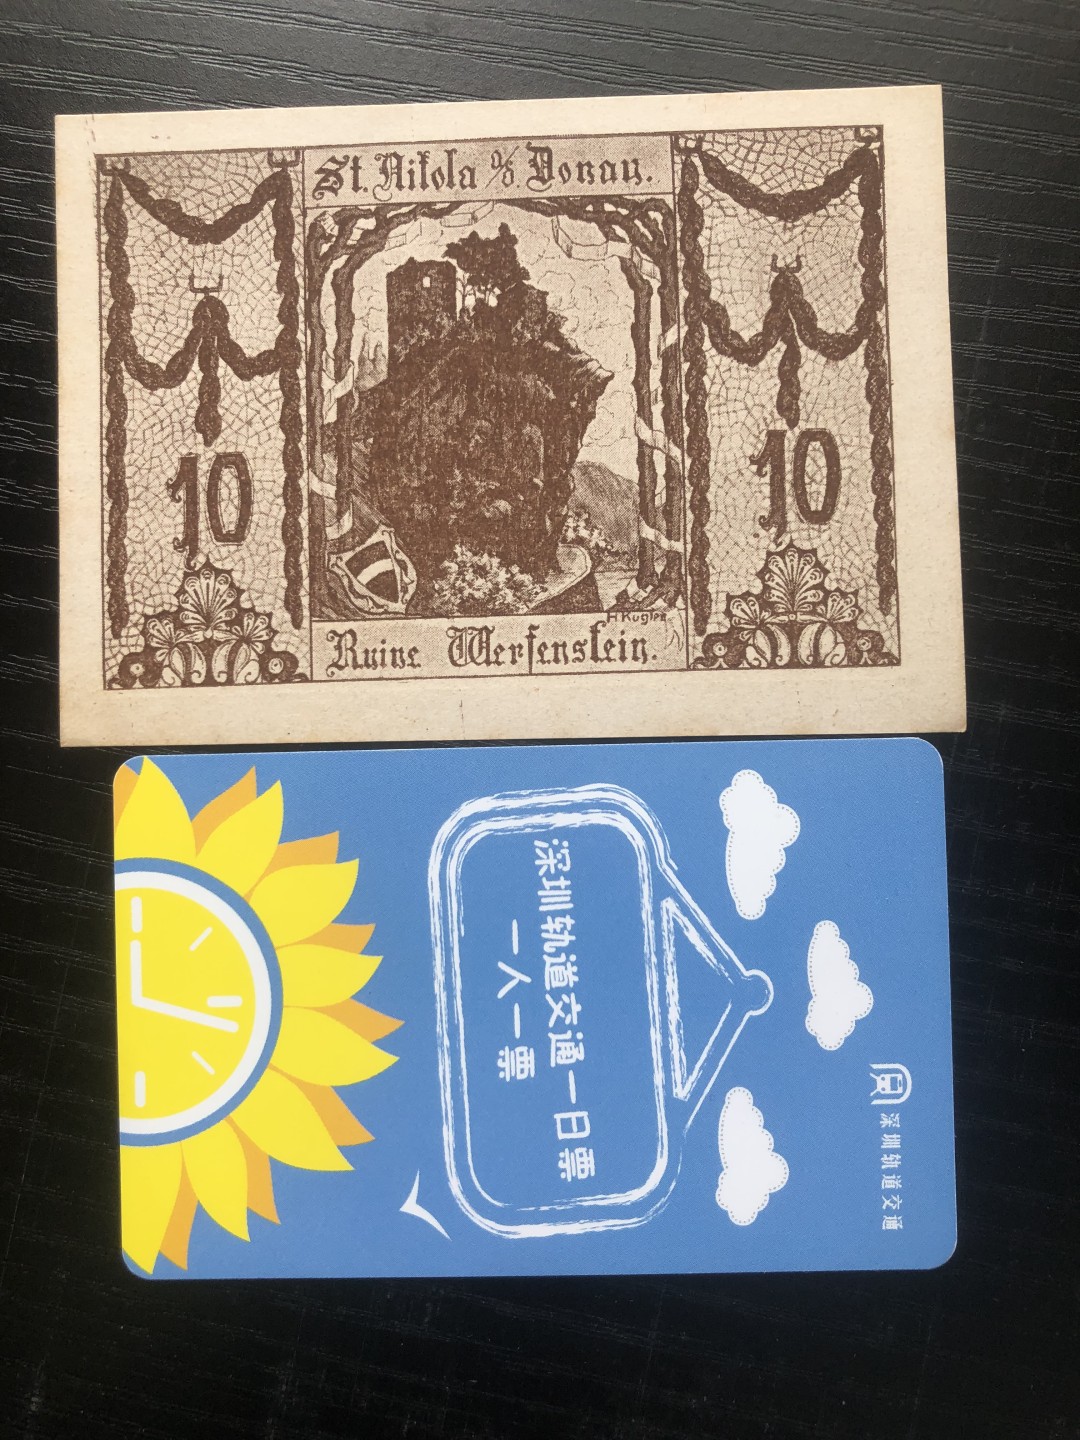 St. Nikola a/d. Donau.
10
10
H Kugler
Ruine Werfenstein.
深圳轨道交通
深圳轨道交通一日票
一人一票